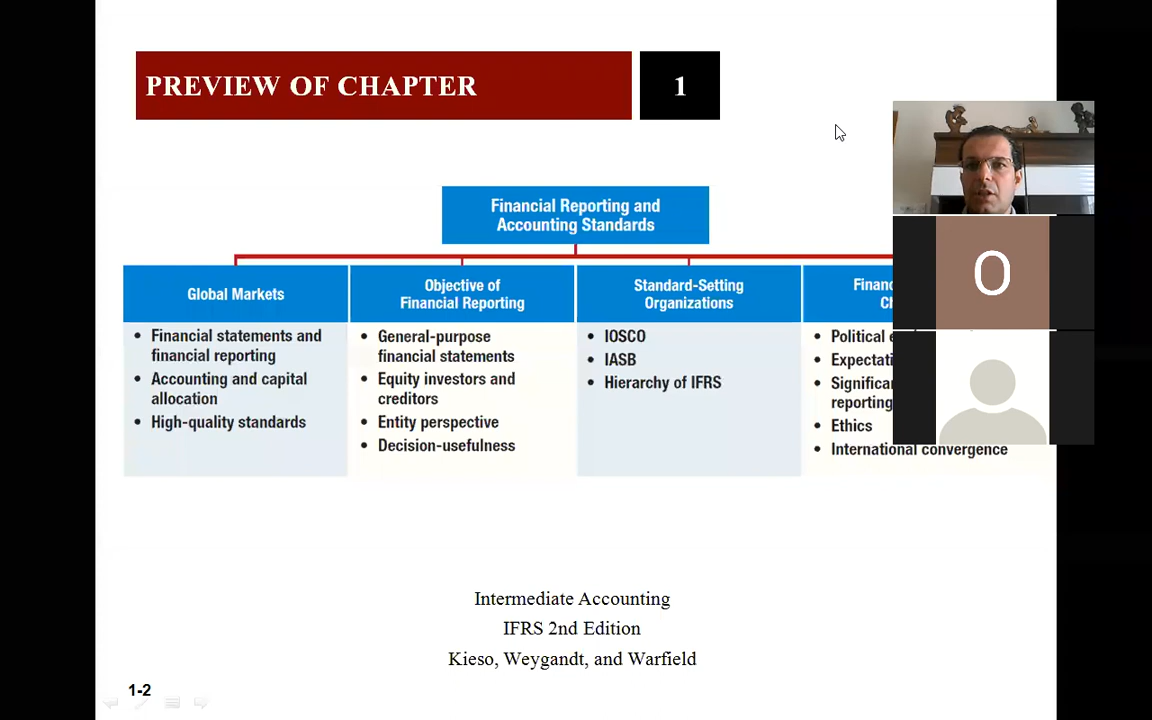 PREVIEW OF CHAPTER 1
O
Financial Reporting and
Accounting Standards
Global Markets
• Financial statements and
financial reporting
• Accounting and capital
allocation
• High-quality standards
Objective of
Financial Reporting
• General-purpose
financial statements
• Equity investors and
creditors
• Entity perspective
• Decision-usefulness
Standard-Setting
Organizations
• IOSCO
• IASB
• Hierarchy of IFRS
• Political
reporting
• Ethics
• International convergence
Intermediate Accounting
IFRS 2nd Edition
Kieso, Weygandt, and Warfield
1-2